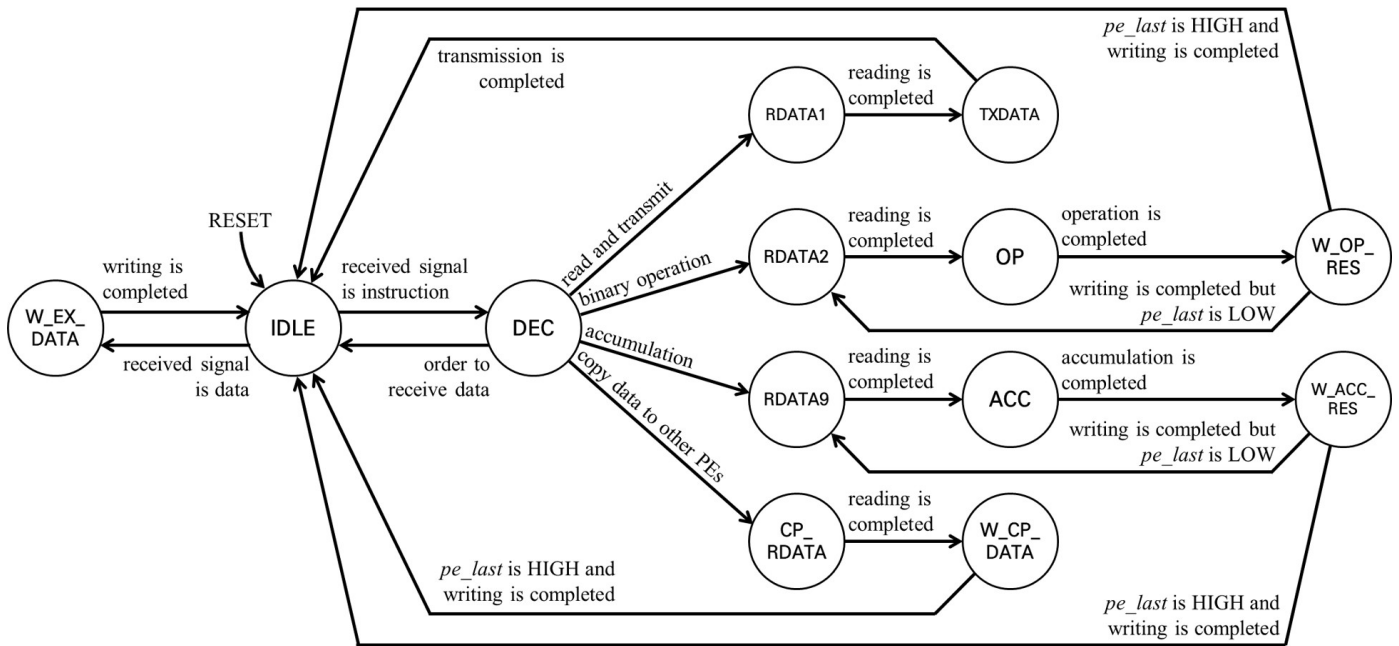 pe_last is HIGH and
writing is completed
transmission is
completed
reading is
completed
RDATA1
TXDATA
read and transmit
RESET
reading is
completed
operation is
completed
RDATA2
OP
W_OP_
RES
binary operation
writing is completed but
pe_last is LOW
writing is
completed
received signal
is instruction
W_EX_
DATA
IDLE
DEC
received signal
is data
order to
receive data
accumulation
reading is
completed
accumulation is
completed
RDATA9
ACC
W_ACC_
RES
writing is completed but
pe_last is LOW
copy data to other PEs
reading is
completed
CP_
RDATA
W_CP_
DATA
pe_last is HIGH and
writing is completed
pe_last is HIGH and
writing is completed